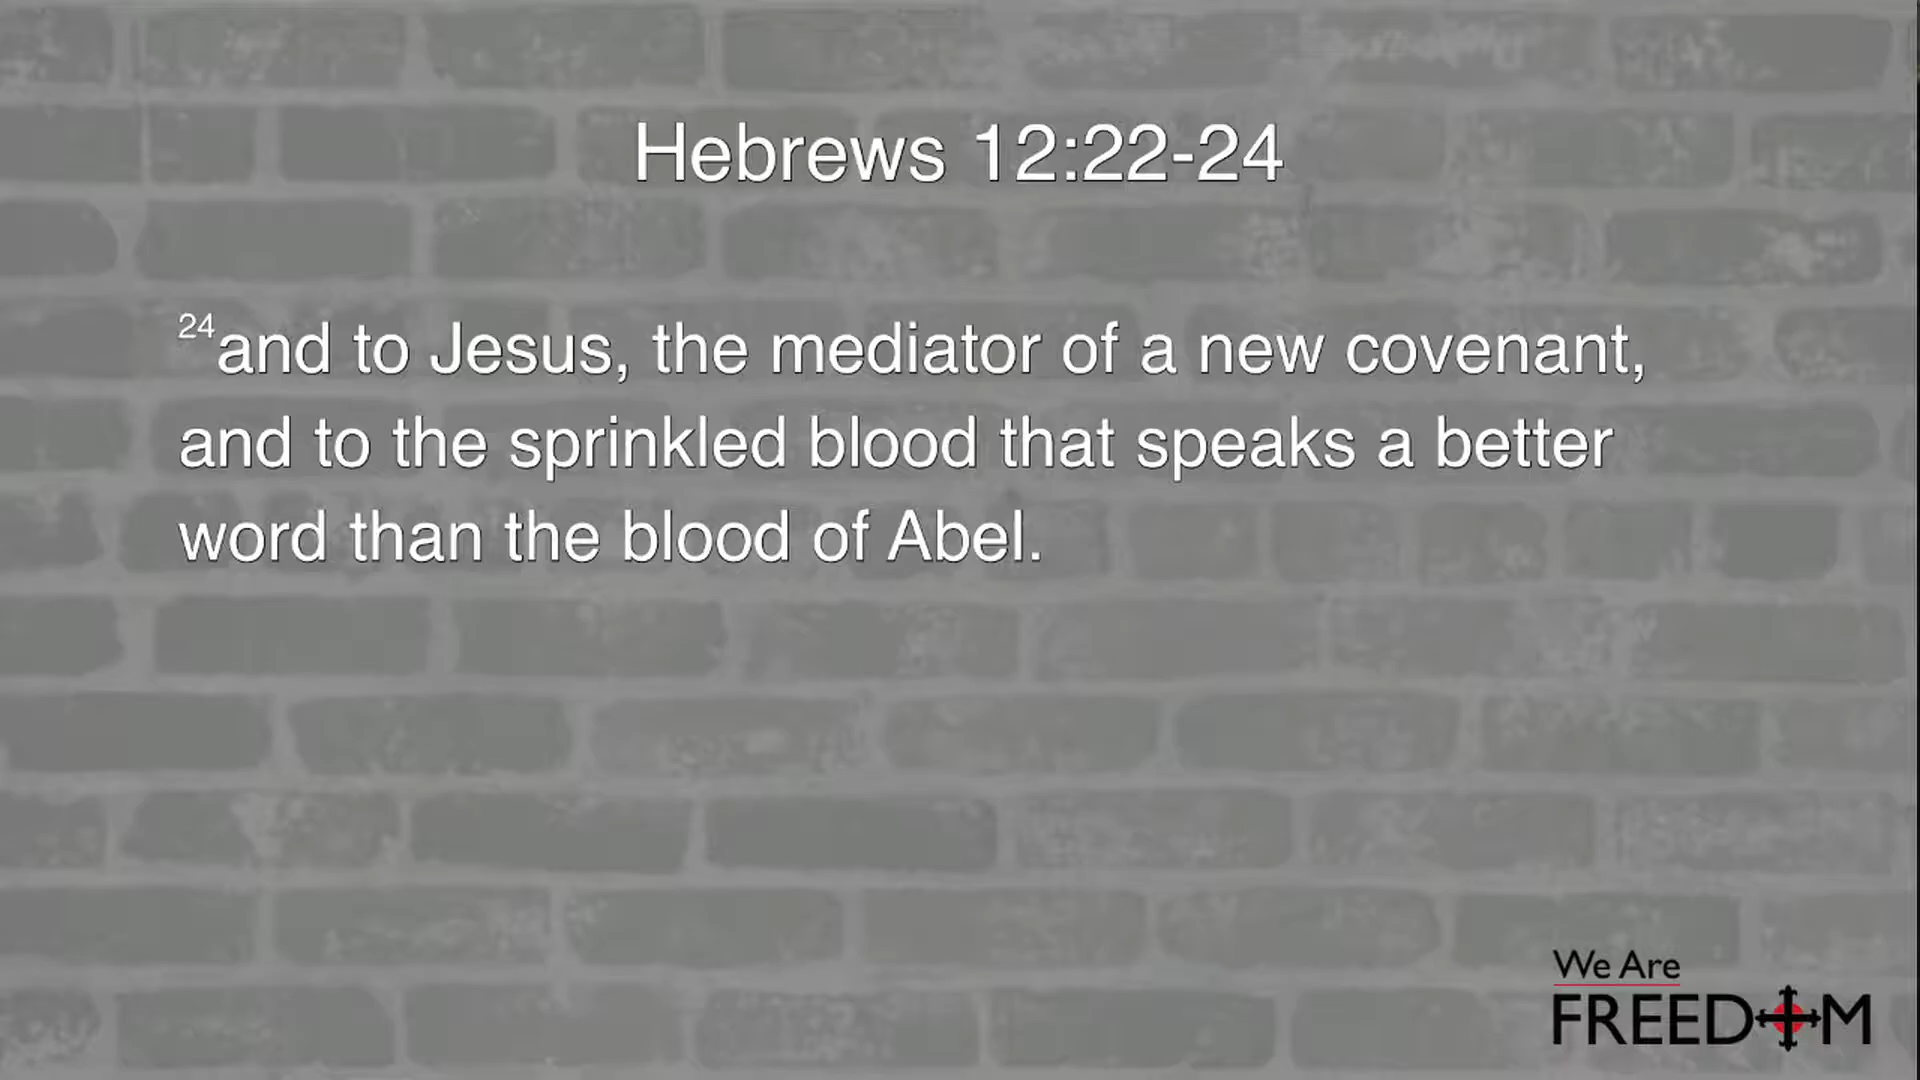 Hebrews 12:22-24
24and to Jesus, the mediator of a new covenant,
and to the sprinkled blood that speaks a better
word than the blood of Abel.
We Are
FREEDOM